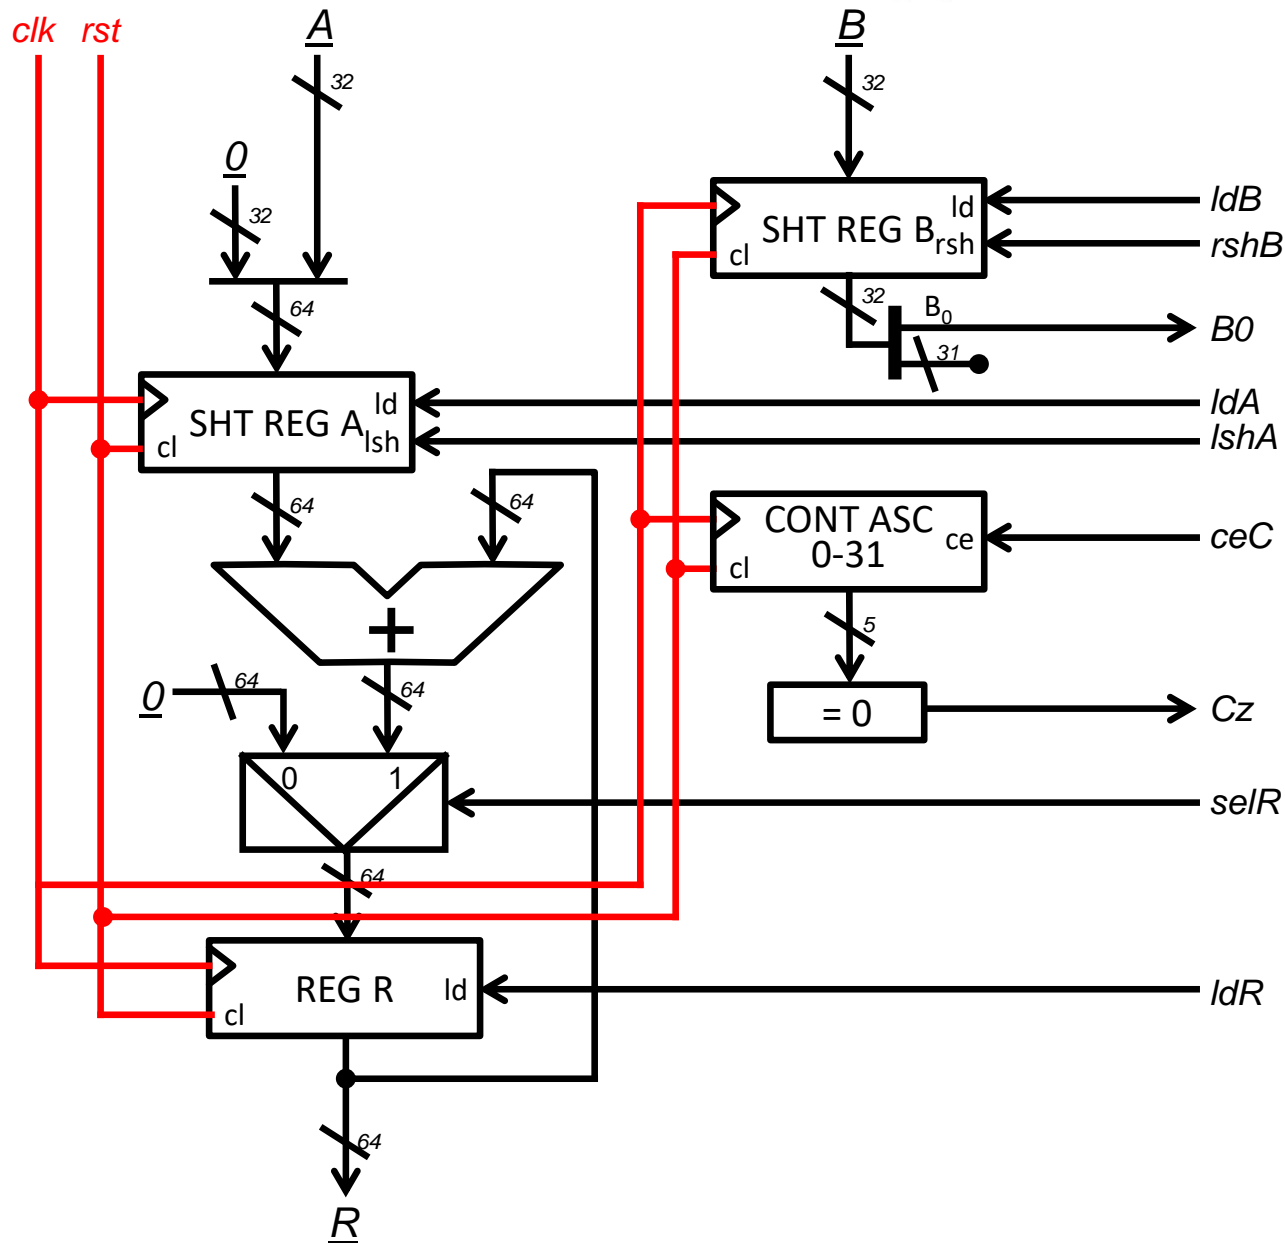 clk rst A B
32 32
0
32
ld
SHT REG B
rsh
cl
ldB
rshB
64
32
B0
B0
31
SHT REG A
ld
lsh
cl
ldA
lshA
64 64
CONT ASC
0-31
ce
cl
ceC
+
5
0 64 64
= 0
Cz
0 1
selR
64
REG R
ld
cl
ldR
64
R